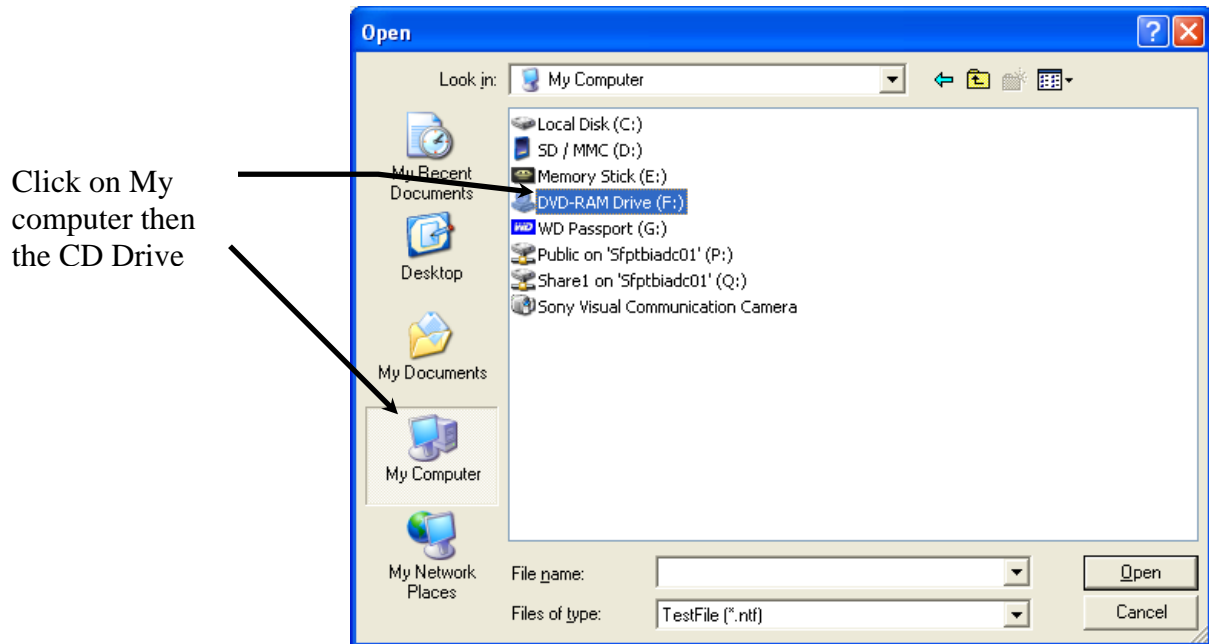 Open
Look in: My Computer
Click on My
computer then
the CD Drive
My Recent
Documents
Desktop
My Documents
My Computer
My Network
Places
Local Disk (C:)
SD / MMC (D:)
Memory Stick (E:)
DVD-RAM Drive (F:)
WD Passport (G:)
Public on 'Sfptbiadc01' (P:)
Share1 on 'Sfptbiadc01' (Q:)
Sony Visual Communication Camera
File name:
Open
Files of type: TestFile (*.ntf)
Cancel